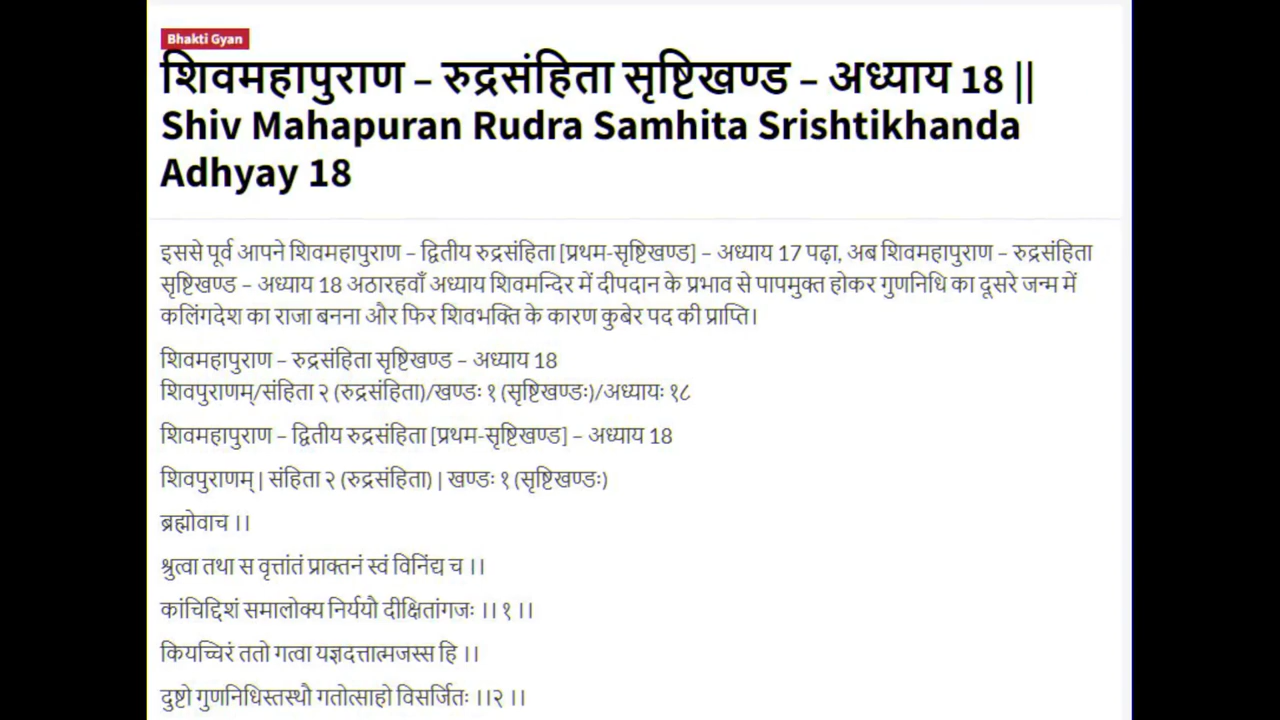 Bhakti Gyan
शिवमहापुराण – रुद्रसंहिता सृष्टिखण्ड – अध्याय 18 ||
Shiv Mahapuran Rudra Samhita Srishtikhanda
Adhyay 18
इससे पूर्व आपने शिवमहापुराण – द्वितीय रुद्रसंहिता [प्रथम-सृष्टिखण्ड] – अध्याय 17 पढ़ा, अब शिवमहापुराण – रुद्रसंहिता
सृष्टिखण्ड – अध्याय 18 अठारहवाँ अध्याय शिवमन्दिर में दीपदान के प्रभाव से पापमुक्त होकर गुणनिधि का दूसरे जन्म में
कलिंगदेश का राजा बनना और फिर शिवभक्ति के कारण कुबेर पद की प्राप्ति।
शिवमहापुराण – रुद्रसंहिता सृष्टिखण्ड – अध्याय 18
शिवपुराणम्/संहिता २ (रुद्रसंहिता)/खण्डः १ (सृष्टिखण्डः)/अध्यायः १८
शिवमहापुराण – द्वितीय रुद्रसंहिता [प्रथम-सृष्टिखण्ड] – अध्याय 18
शिवपुराणम् | संहिता २ (रुद्रसंहिता) | खण्डः १ (सृष्टिखण्डः)
ब्रह्मोवाच ।।
श्रुत्वा तथा स वृत्तांतं प्राक्तनं स्वं विनिंद्य च ।।
कांचिद्दिशं समालोक्य निर्ययौ दीक्षितांगजः ।। १ ।।
कियच्चिरं ततो गत्वा यज्ञदत्तात्मजस्स हि ।।
दुष्टो गुणनिधिस्तस्थौ गतोत्साहो विसर्जितः ।।२ ।।